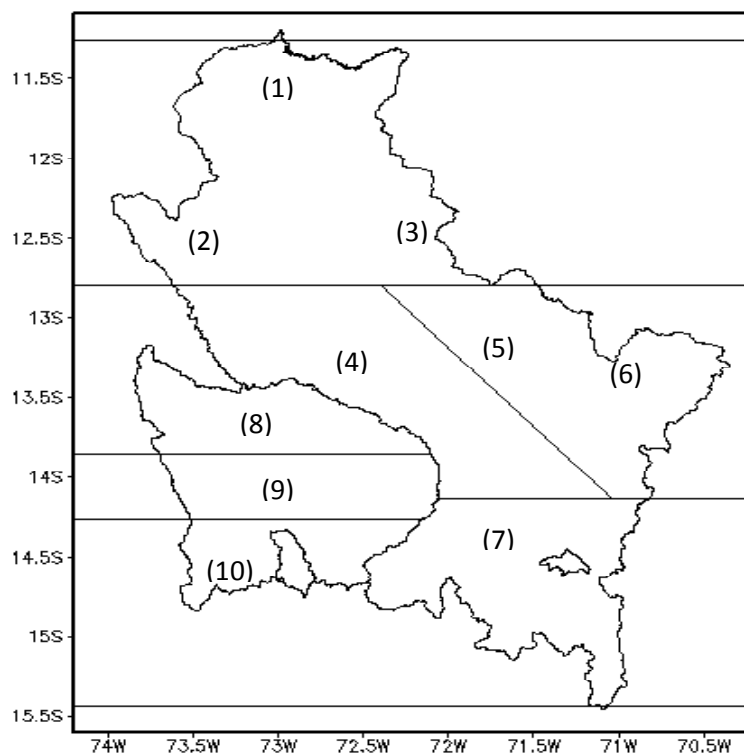 (1)
11.5S
12S
(2) (3)
12.5S
13S
(5)
(4) (6)
13.5S
(8)
14S
(9)
(7)
14.5S
(10)
15S
15.5S
74W 73.5W 73W 72.5W 72W 71.5W 71W 70.5W